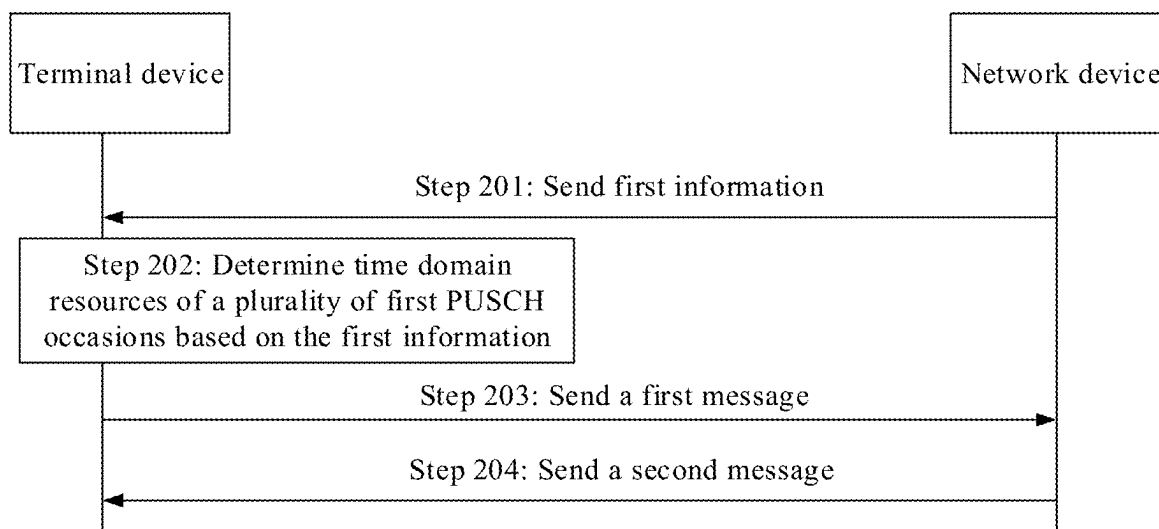 Terminal device
Network device
Step 201: Send first information
Step 202: Determine time domain
resources of a plurality of first PUSCH
occasions based on the first information
Step 203: Send a first message
Step 204: Send a second message